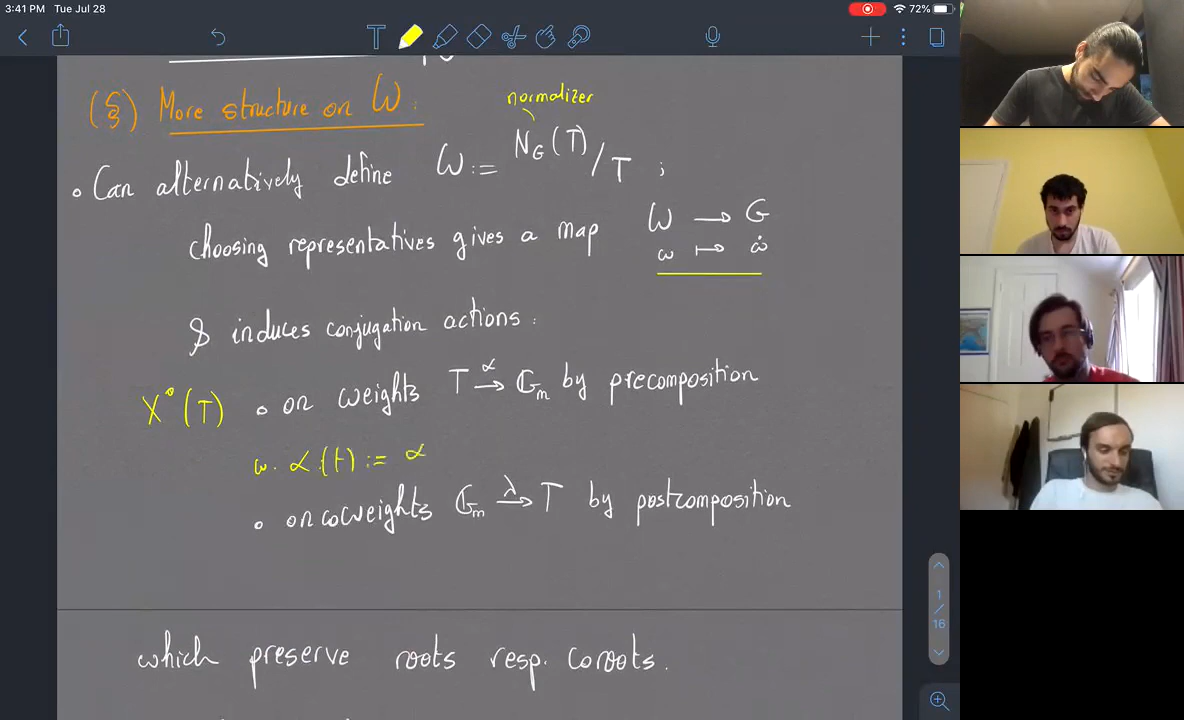 3:41 PM Tue Jul 28
72%
(§) More structure on W:
normalizer
• Can alternatively define W := N_G(T)/T ;
choosing representatives gives a map W → G
w ↦ ẇ
& induces conjugation actions:
X^•(T) • on weights T →^α 𝔾_m by precomposition
w. α.(t) := α
• on coweights 𝔾_m →^λ T by postcomposition
1
/
16
which preserve roots resp. coroots.